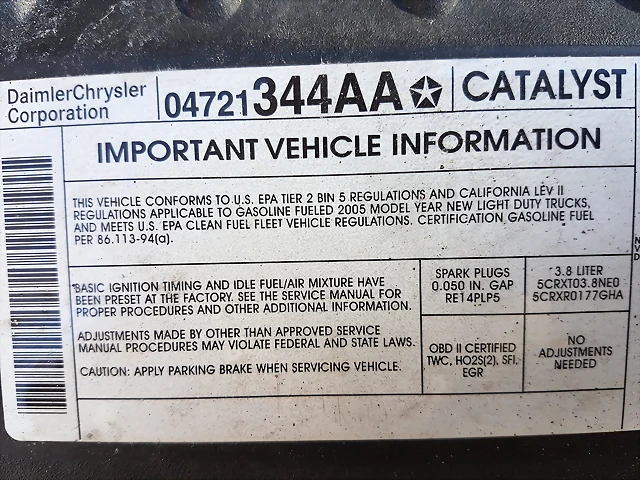 DaimlerChrysler
Corporation
04721344AA
CATALYST
IMPORTANT VEHICLE INFORMATION
THIS VEHICLE CONFORMS TO U.S. EPA TIER 2 BIN 5 REGULATIONS AND CALIFORNIA LEV II
REGULATIONS APPLICABLE TO GASOLINE FUELED 2005 MODEL YEAR NEW LIGHT DUTY TRUCKS,
AND MEETS U.S. EPA CLEAN FUEL FLEET VEHICLE REGULATIONS. CERTIFICATION GASOLINE FUEL
PER 86.113-94(a).
BASIC IGNITION TIMING AND IDLE FUEL/AIR MIXTURE HAVE
BEEN PRESET AT THE FACTORY. SEE THE SERVICE MANUAL FOR
PROPER PROCEDURES AND OTHER ADDITIONAL INFORMATION.
ADJUSTMENTS MADE BY OTHER THAN APPROVED SERVICE
MANUAL PROCEDURES MAY VIOLATE FEDERAL AND STATE LAWS.
CAUTION: APPLY PARKING BRAKE WHEN SERVICING VEHICLE.
SPARK PLUGS
0.050 IN. GAP
RE14PLP5
3.8 LITER
5CRXT03.8NE0
5CRXR0177GHA
OBD II CERTIFIED
TWC, HO2S(2), SFI,
EGR
NO
ADJUSTMENTS
NEEDED